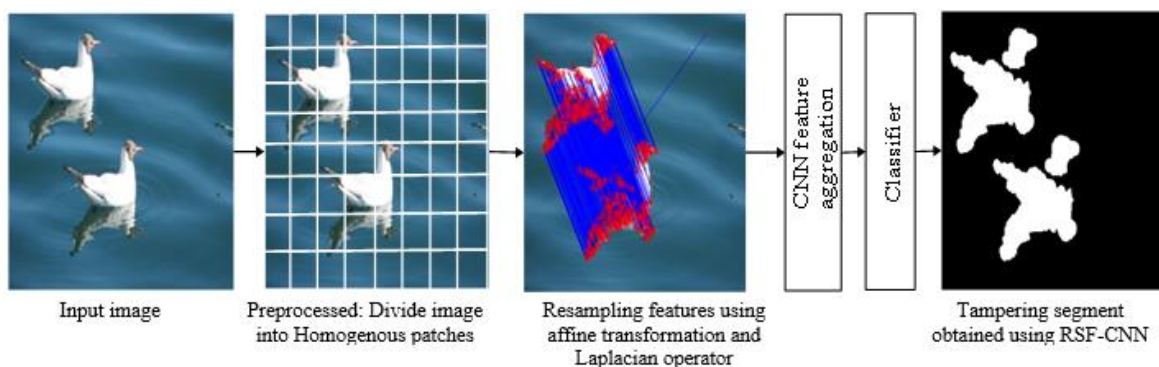 CNN feature
aggregation
Classifier
Input image
Preprocessed: Divide image
into Homogenous patches
Resampling features using
affine transformation and
Laplacian operator
Tampering segment
obtained using RSF-CNN